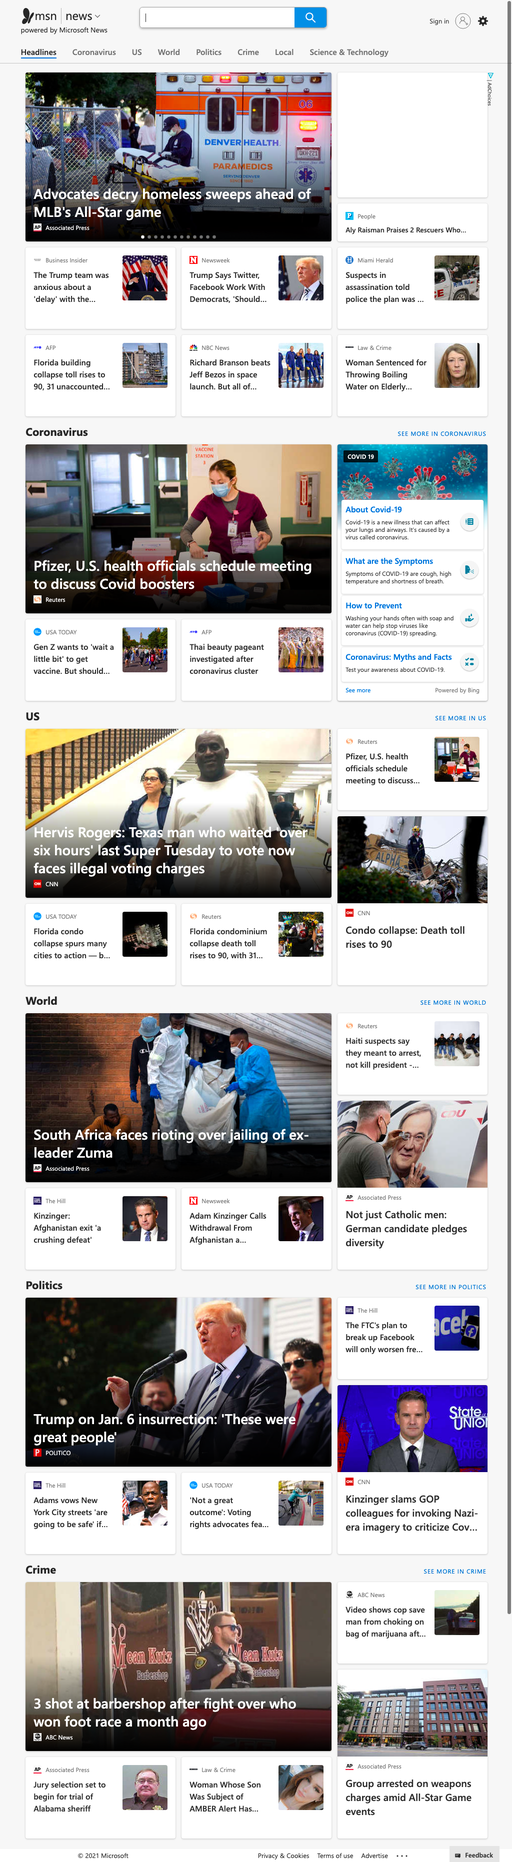 msn news
powered by Microsoft News
Sign in
Headlines Coronavirus US World Politics Crime Local Science & Technology
DENVER HEALTH
PARAMEDICS
06
Advocates decry homeless sweeps ahead of
MLB's All-Star game
Associated Press
AdChoices
People
Aly Raisman Praises 2 Rescuers Who...
Business Insider
The Trump team was
anxious about a
'delay' with the...
Newsweek
Trump Says Twitter,
Facebook Work With
Democrats, 'Should...
Miami Herald
Suspects in
assassination told
police the plan was ...
AFP
Florida building
collapse toll rises to
90, 31 unaccounted...
NBC News
Richard Branson beats
Jeff Bezos in space
launch. But all of...
Law & Crime
Woman Sentenced for
Throwing Boiling
Water on Elderly...
Coronavirus
SEE MORE IN CORONAVIRUS
VACCINE
STATION
3
Pfizer, U.S. health officials schedule meeting
to discuss Covid boosters
Reuters
COVID 19
About Covid-19
Covid-19 is a new illness that can affect
your lungs and airways. It's caused by a
virus called coronavirus.
What are the Symptoms
Symptoms of COVID-19 are cough, high
temperature and shortness of breath.
How to Prevent
Washing your hands often with soap and
water can help stop viruses like
coronavirus (COVID-19) spreading.
Coronavirus: Myths and Facts
Test your awareness about COVID-19.
See more Powered by Bing
USA TODAY
Gen Z wants to 'wait a
little bit' to get
vaccine. But should...
AFP
Thai beauty pageant
investigated after
coronavirus cluster
US
SEE MORE IN US
Hervis Rogers: Texas man who waited 'over
six hours' last Super Tuesday to vote now
faces illegal voting charges
CNN
Reuters
Pfizer, U.S. health
officials schedule
meeting to discuss...
ALPHA
CNN
Condo collapse: Death toll
rises to 90
USA TODAY
Florida condo
collapse spurs many
cities to action — b...
Reuters
Florida condominium
collapse death toll
rises to 90, with 31...
World
SEE MORE IN WORLD
South Africa faces rioting over jailing of ex-
leader Zuma
Associated Press
Reuters
Haiti suspects say
they meant to arrest,
not kill president -...
CDU
Associated Press
Not just Catholic men:
German candidate pledges
diversity
The Hill
Kinzinger:
Afghanistan exit 'a
crushing defeat'
Newsweek
Adam Kinzinger Calls
Withdrawal From
Afghanistan a...
Politics
SEE MORE IN POLITICS
Trump on Jan. 6 insurrection: 'These were
great people'
POLITICO
The Hill
The FTC's plan to
break up Facebook
will only worsen fre...
CNN
Kinzinger slams GOP
colleagues for invoking Nazi-
era imagery to criticize Cov...
The Hill
Adams vows New
York City streets 'are
going to be safe' if...
USA TODAY
'Not a great
outcome': Voting
rights advocates fea...
Crime
SEE MORE IN CRIME
Mean Kutz
Barbershop
3 shot at barbershop after fight over who
won foot race a month ago
ABC News
ABC News
Video shows cop save
man from choking on
bag of marijuana aft...
Associated Press
Group arrested on weapons
charges amid All-Star Game
events
Associated Press
Jury selection set to
begin for trial of
Alabama sheriff
Law & Crime
Woman Whose Son
Was Subject of
AMBER Alert Has...
© 2021 Microsoft Privacy & Cookies Terms of use Advertise ... Feedback